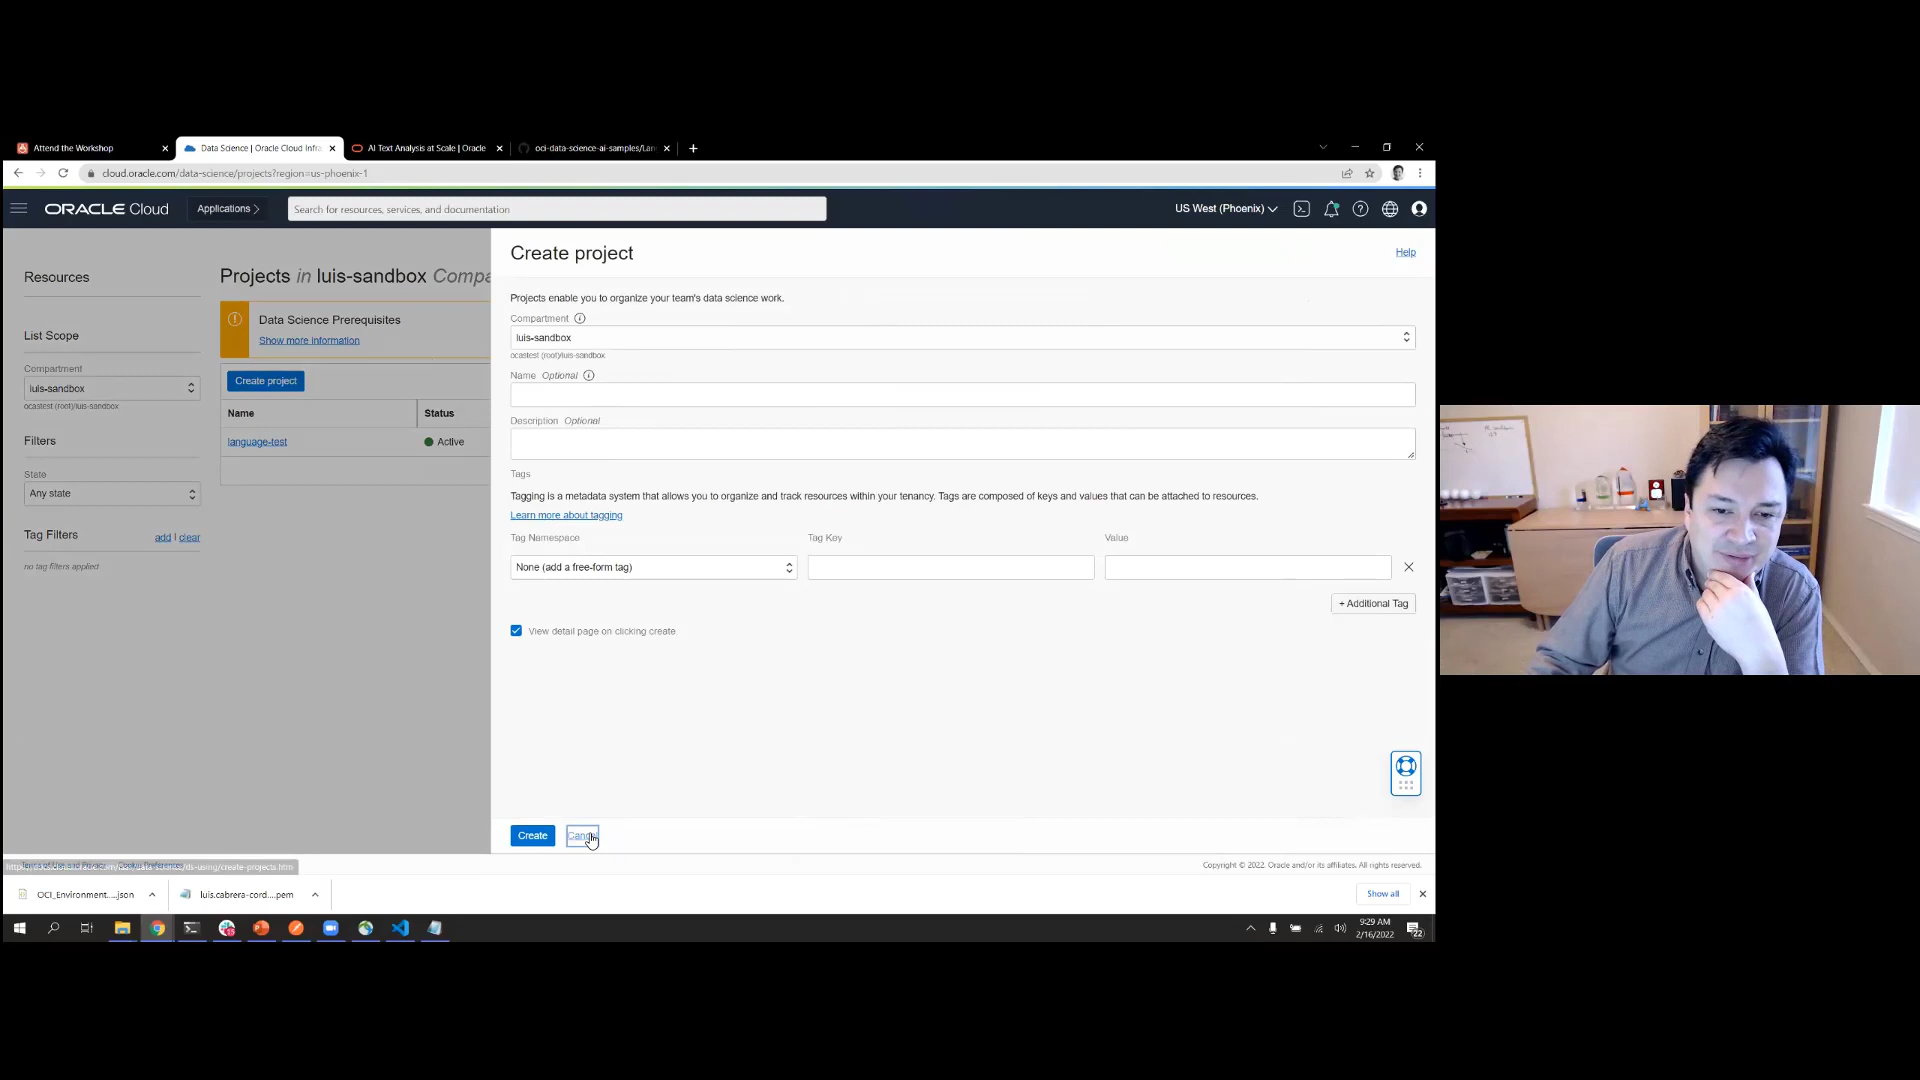 Attend the Workshop
Data Science | Oracle Cloud Infra
AI Text Analysis at Scale | Oracle
oci-data-science-ai-samples/Lan
cloud.oracle.com/data-science/projects?region=us-phoenix-1
ORACLE Cloud
Applications
Search for resources, services, and documentation
US West (Phoenix)
Resources
List Scope
Compartment
luis-sandbox
ocastest (root)/luis-sandbox
Filters
State
Any state
Tag Filters
add | clear
no tag filters applied
Projects in luis-sandbox Compa
Data Science Prerequisites
Show more information
Create project
Name
Status
language-test
Active
Create project
Help
Projects enable you to organize your team's data science work.
Compartment
luis-sandbox
ocastest (root)/luis-sandbox
Name Optional
Description Optional
Tags
Tagging is a metadata system that allows you to organize and track resources within your tenancy. Tags are composed of keys and values that can be attached to resources.
Learn more about tagging
Tag Namespace
Tag Key
Value
None (add a free-form tag)
+ Additional Tag
View detail page on clicking create
Create
Cancel
Terms of Use and Privacy Cookie Preferences
Copyright © 2022. Oracle and/or its affiliates. All rights reserved.
OCI_Environment....json
luis.cabrera-cord....pem
Show all
9:29 AM
2/16/2022
22